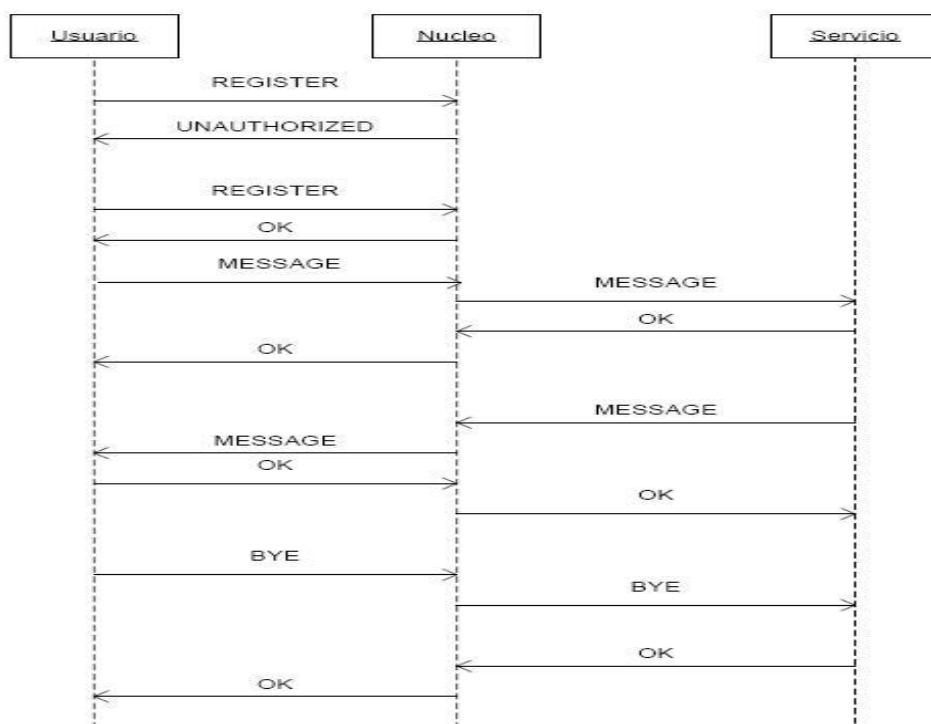 Usuario
Nucleo
Servicio
REGISTER
UNAUTHORIZED
REGISTER
OK
MESSAGE
MESSAGE
OK
OK
MESSAGE
MESSAGE
OK
OK
BYE
BYE
OK
OK